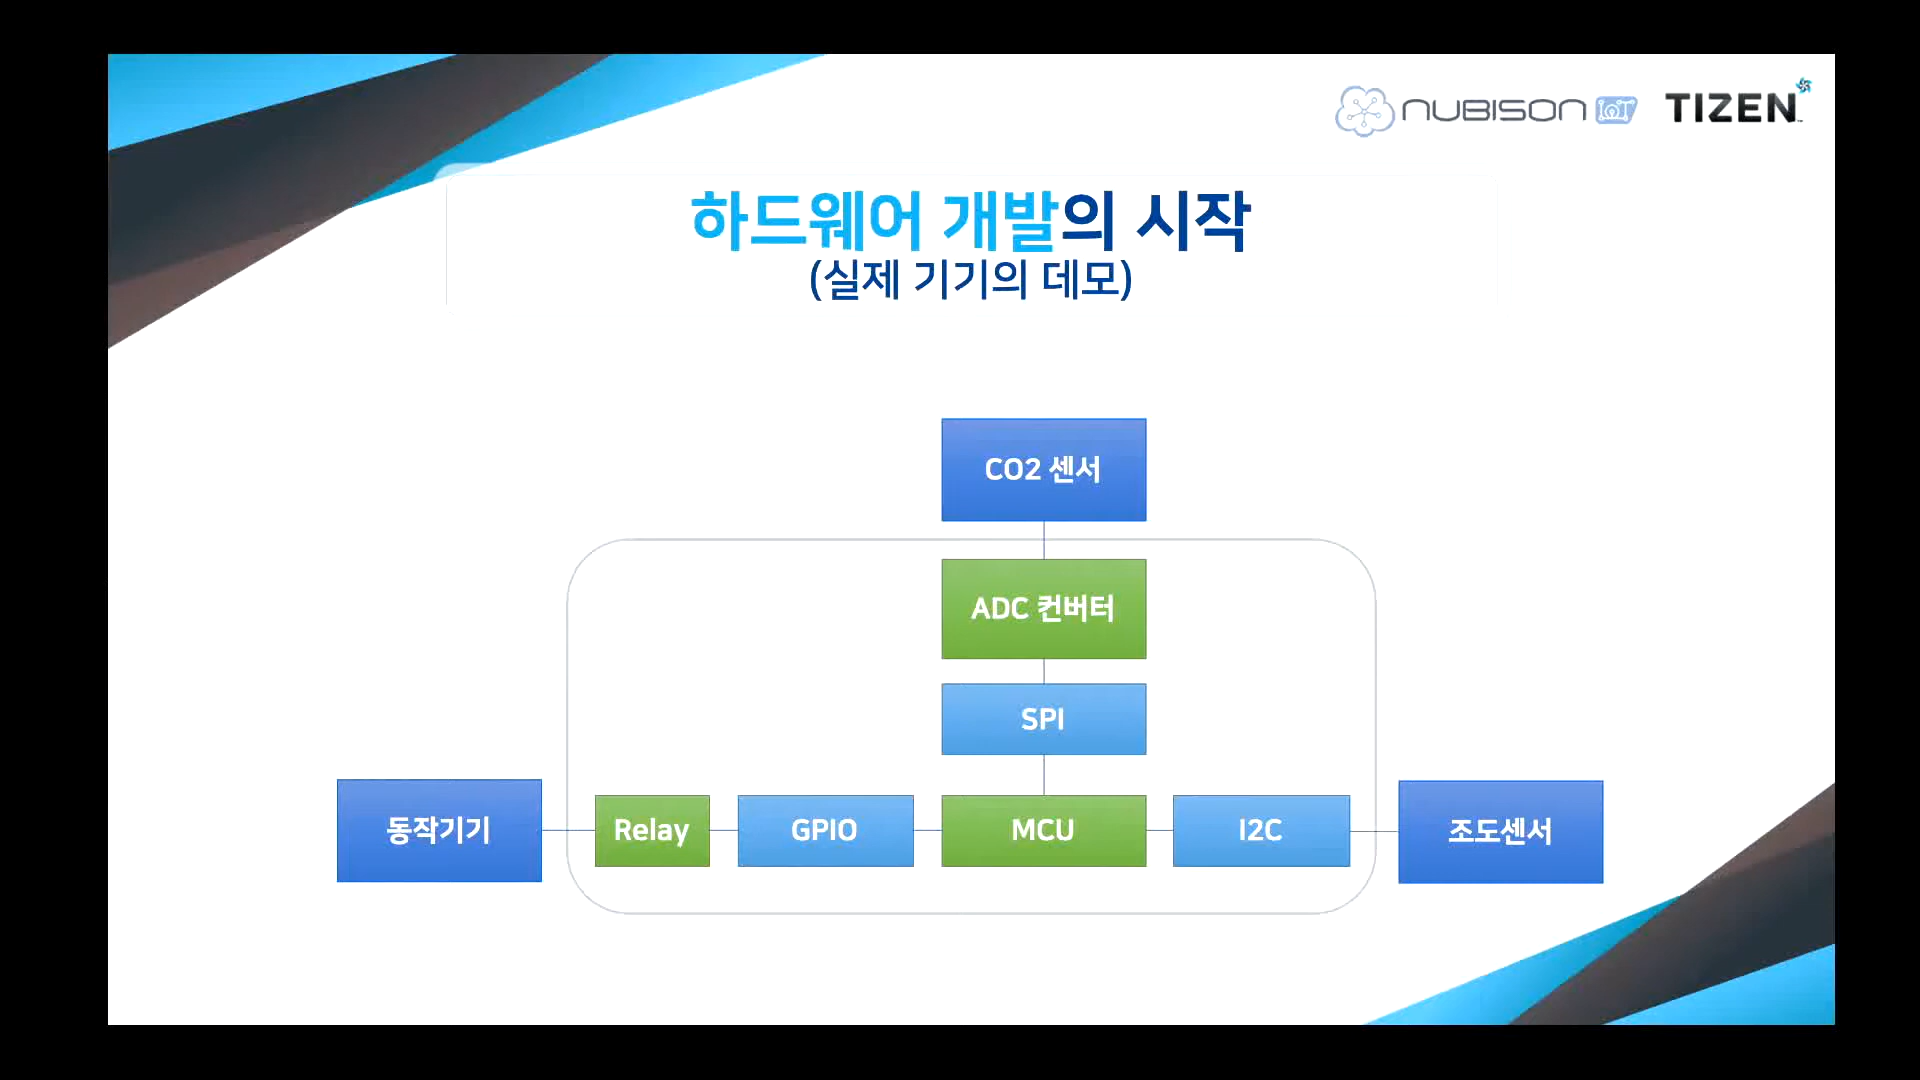 NUBISON IoT TIZEN
하드웨어 개발의 시작
(실제 기기의 데모)
CO2 센서
ADC 컨버터
SPI
동작기기 Relay GPIO MCU I2C 조도센서